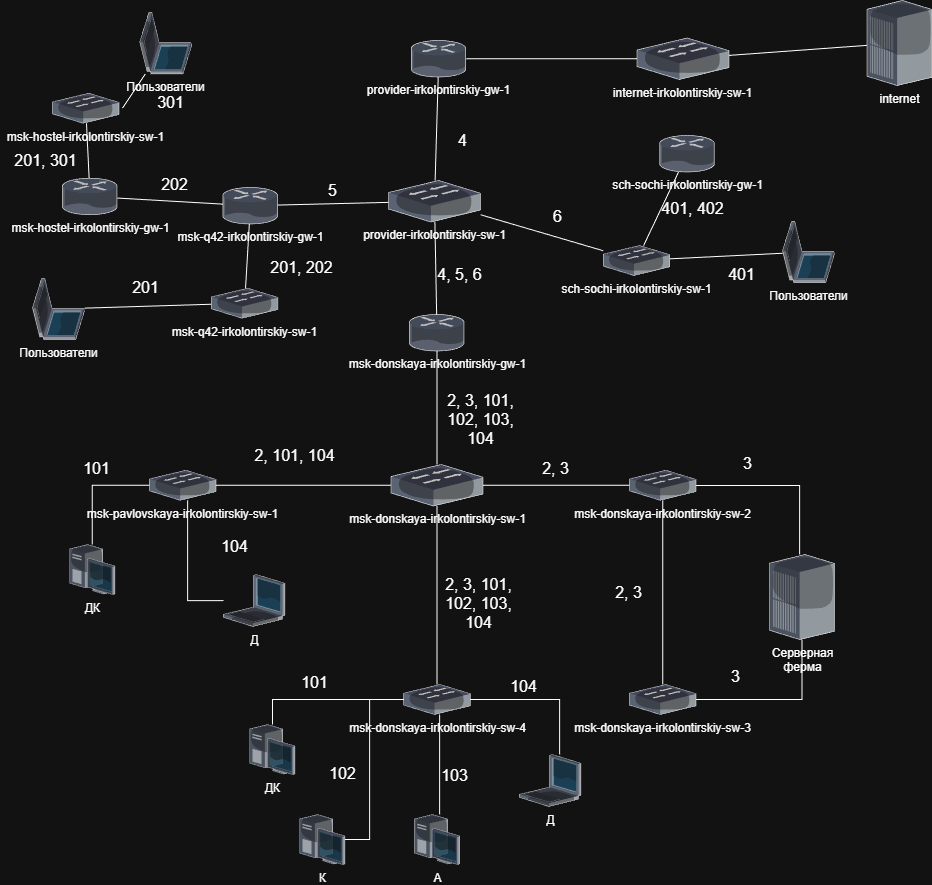 Пользователи
301
msk-hostel-irkolontirskiy-sw-1
201, 301
msk-hostel-irkolontirskiy-gw-1
202
msk-q42-irkolontirskiy-gw-1
201, 202
201
msk-q42-irkolontirskiy-sw-1
Пользователи
5
provider-irkolontirskiy-gw-1
internet-irkolontirskiy-sw-1
internet
4
provider-irkolontirskiy-sw-1
6
sch-sochi-irkolontirskiy-gw-1
401, 402
sch-sochi-irkolontirskiy-sw-1
401
Пользователи
4, 5, 6
msk-donskaya-irkolontirskiy-gw-1
2, 3, 101,
102, 103,
104
2, 101, 104
101
msk-pavlovskaya-irkolontirskiy-sw-1
104
ДК
Д
msk-donskaya-irkolontirskiy-sw-1
2, 3
3
msk-donskaya-irkolontirskiy-sw-2
2, 3, 101,
102, 103,
104
2, 3
Серверная
ферма
3
msk-donskaya-irkolontirskiy-sw-3
101
104
msk-donskaya-irkolontirskiy-sw-4
102
103
ДК
Д
К
А